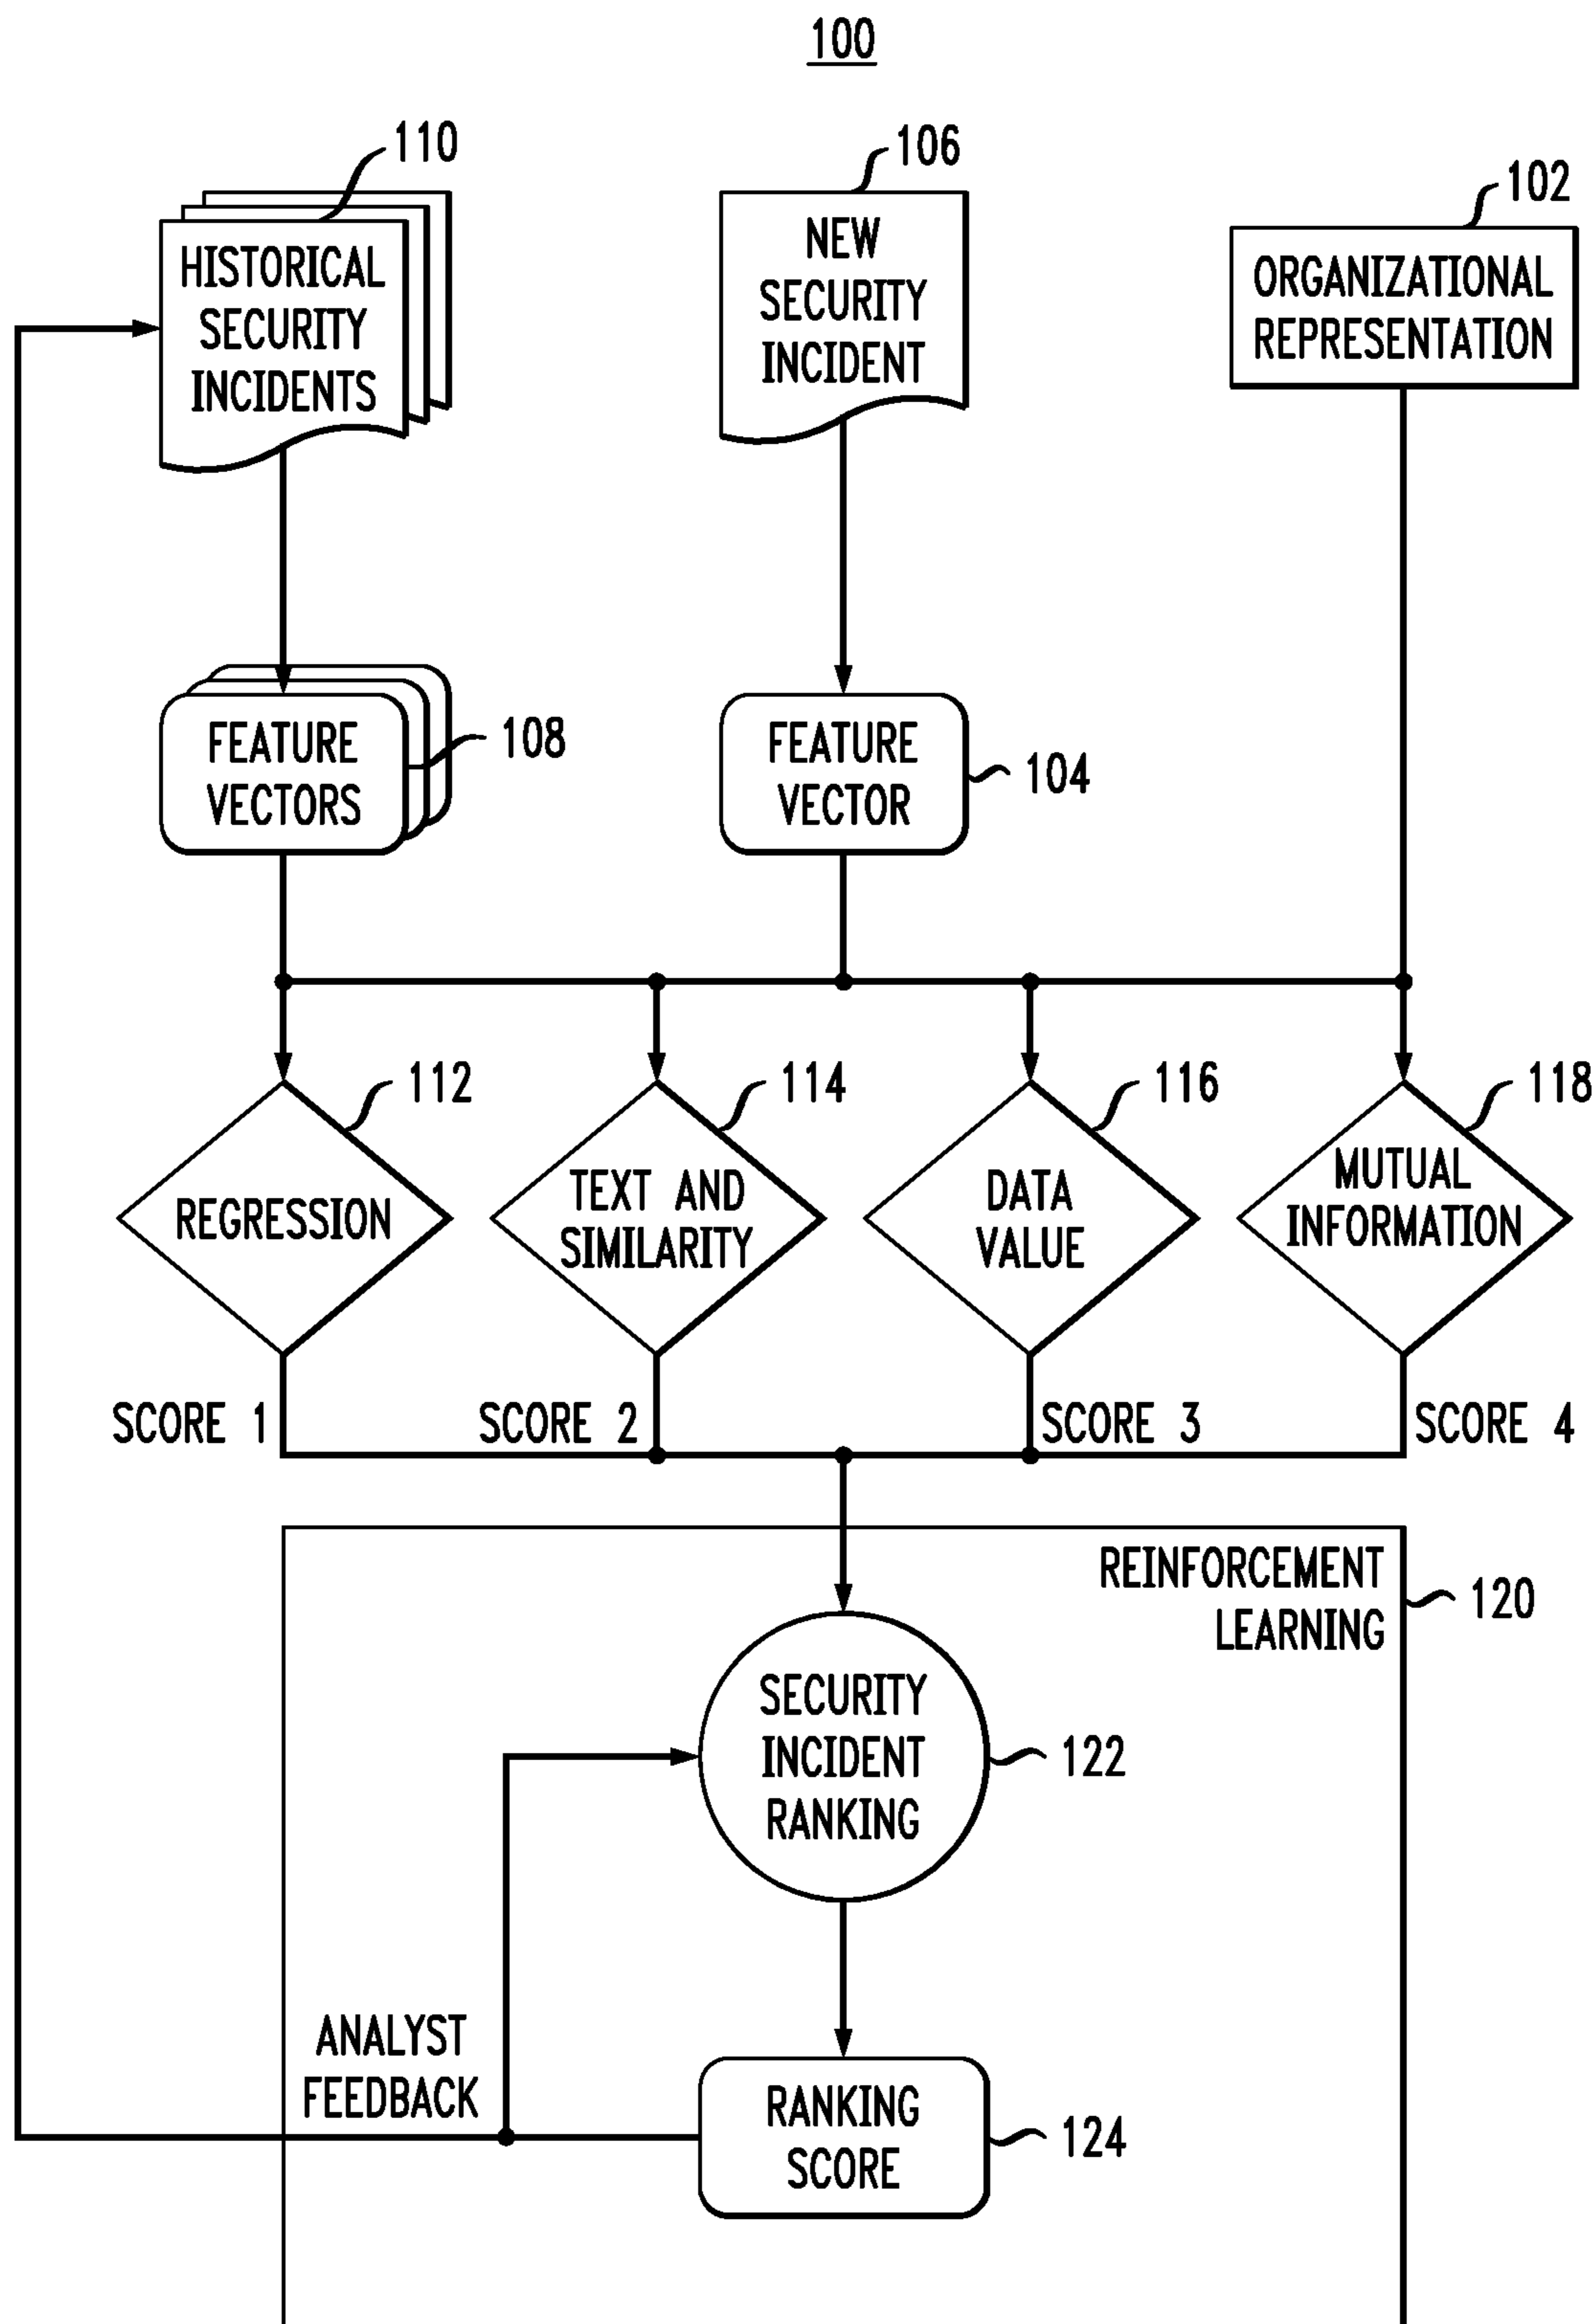 100
110
106
102
HISTORICAL
SECURITY
INCIDENTS
NEW
SECURITY
INCIDENT
ORGANIZATIONAL
REPRESENTATION
FEATURE
VECTORS
108
FEATURE
VECTOR
104
112
114
116
118
REGRESSION
TEXT AND
SIMILARITY
DATA
VALUE
MUTUAL
INFORMATION
SCORE 1
SCORE 2
SCORE 3
SCORE 4
REINFORCEMENT
LEARNING
120
SECURITY
INCIDENT
RANKING
122
ANALYST
FEEDBACK
RANKING
SCORE
124